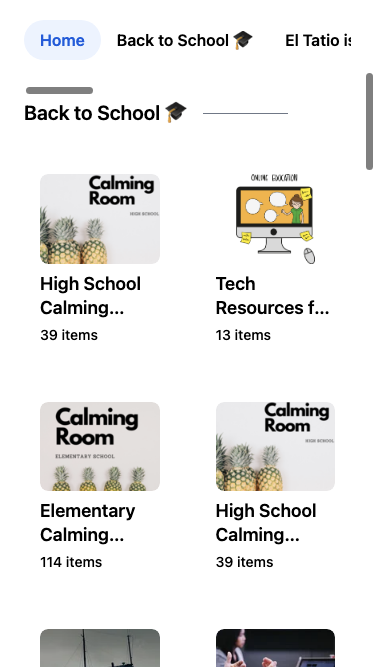 Home
Back to School 🎓
El Tatio is
Back to School 🎓
Calming
Room
HIGH SCHOOL
ONLINE EDUCATION
High School
Calming...
39 items
Tech
Resources f...
13 items
Calming
Room
ELEMENTARY SCHOOL
Calming
Room
HIGH SCHOOL
Elementary
Calming...
114 items
High School
Calming...
39 items